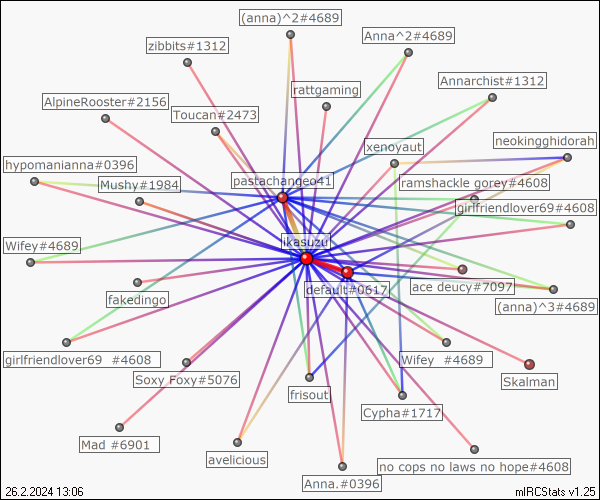 (anna)^2#4689
Anna^2#4689
zibbits#1312
Annarchist#1312
rattgaming
AlpineRooster#2156
Toucan#2473
neokingghidorah
xenoyaut
hypomanianna#0396
pastachangeo41
ramshackle gorey#4608
Mushy#1984
girlfriendlover69#4608
Wifey#4689
ikasuzu
default#0617
ace deucy#7097
fakedingo
(anna)^3#4689
girlfriendlover69 #4608
Wifey #4689
Soxy Foxy#5076
Skalman
frisout
Cypha#1717
Mad #6901
avelicious
no cops no laws no hope#4608
Anna.#0396
26.2.2024 13:06
mIRCStats v1.25